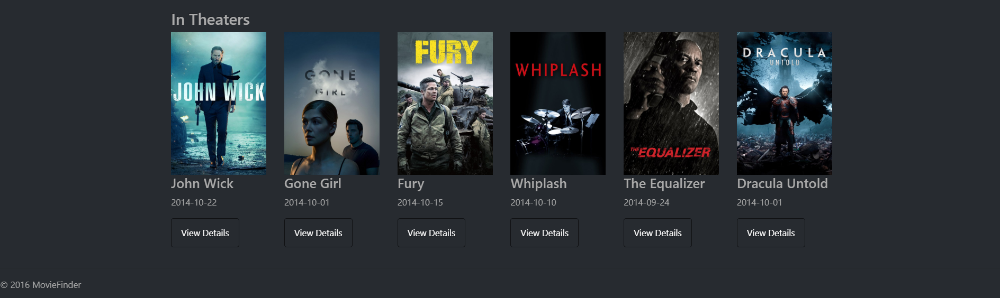 In Theaters
JOHN WICK
GONE
GIRL
FURY
WHIPLASH
THE EQUALIZER
DRACULA
UNTOLD
John Wick
Gone Girl
Fury
Whiplash
The Equalizer
Dracula Untold
2014-10-22
2014-10-01
2014-10-15
2014-10-10
2014-09-24
2014-10-01
View Details
View Details
View Details
View Details
View Details
View Details
© 2016 MovieFinder